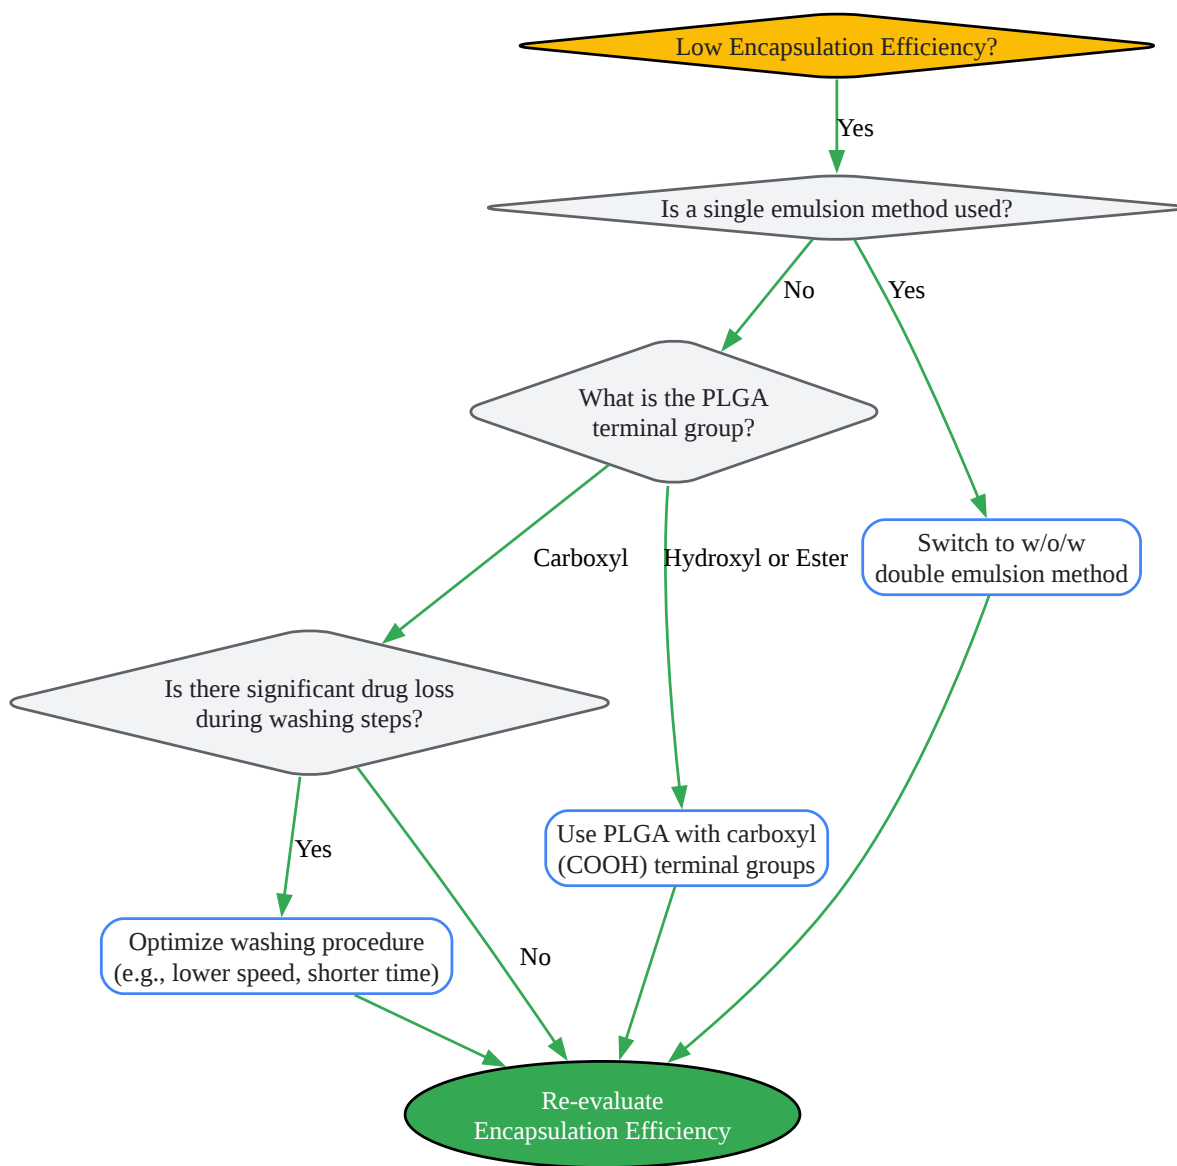 Low Encapsulation Efficiency?
Yes
Is a single emulsion method used?
No
Yes
What is the PLGA
terminal group?
Switch to w/o/w
double emulsion method
Carboxyl
Hydroxyl or Ester
Is there significant drug loss
during washing steps?
Yes
Use PLGA with carboxyl
(COOH) terminal groups
Optimize washing procedure
(e.g., lower speed, shorter time)
No
Re-evaluate
Encapsulation Efficiency